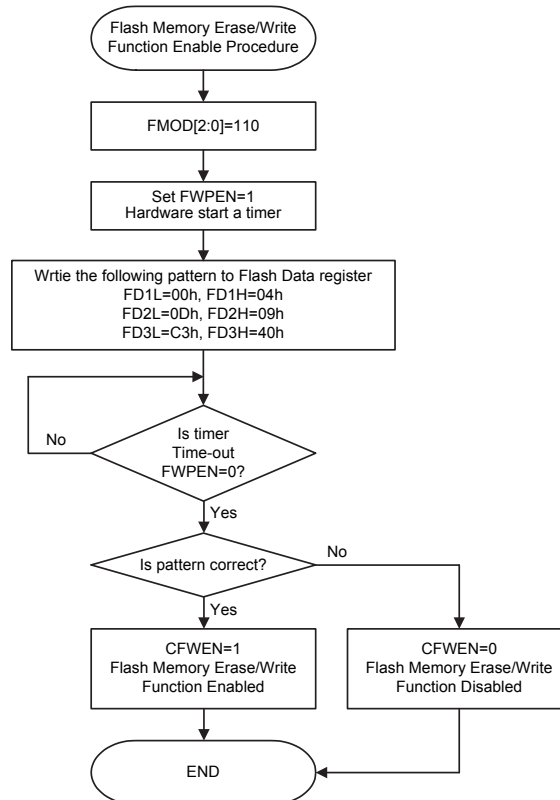 Flash Memory Erase/Write
Function Enable Procedure
FMOD[2:0]=110
Set FWPEN=1
Hardware start a timer
Wrtie the following pattern to Flash Data register
FD1L=00h, FD1H=04h
FD2L=0Dh, FD2H=09h
FD3L=C3h, FD3H=40h
Is timer
Time-out
FWPEN=0?
No
Yes
Is pattern correct?
No
Yes
CFWEN=1
Flash Memory Erase/Write
Function Enabled
CFWEN=0
Flash Memory Erase/Write
Function Disabled
END